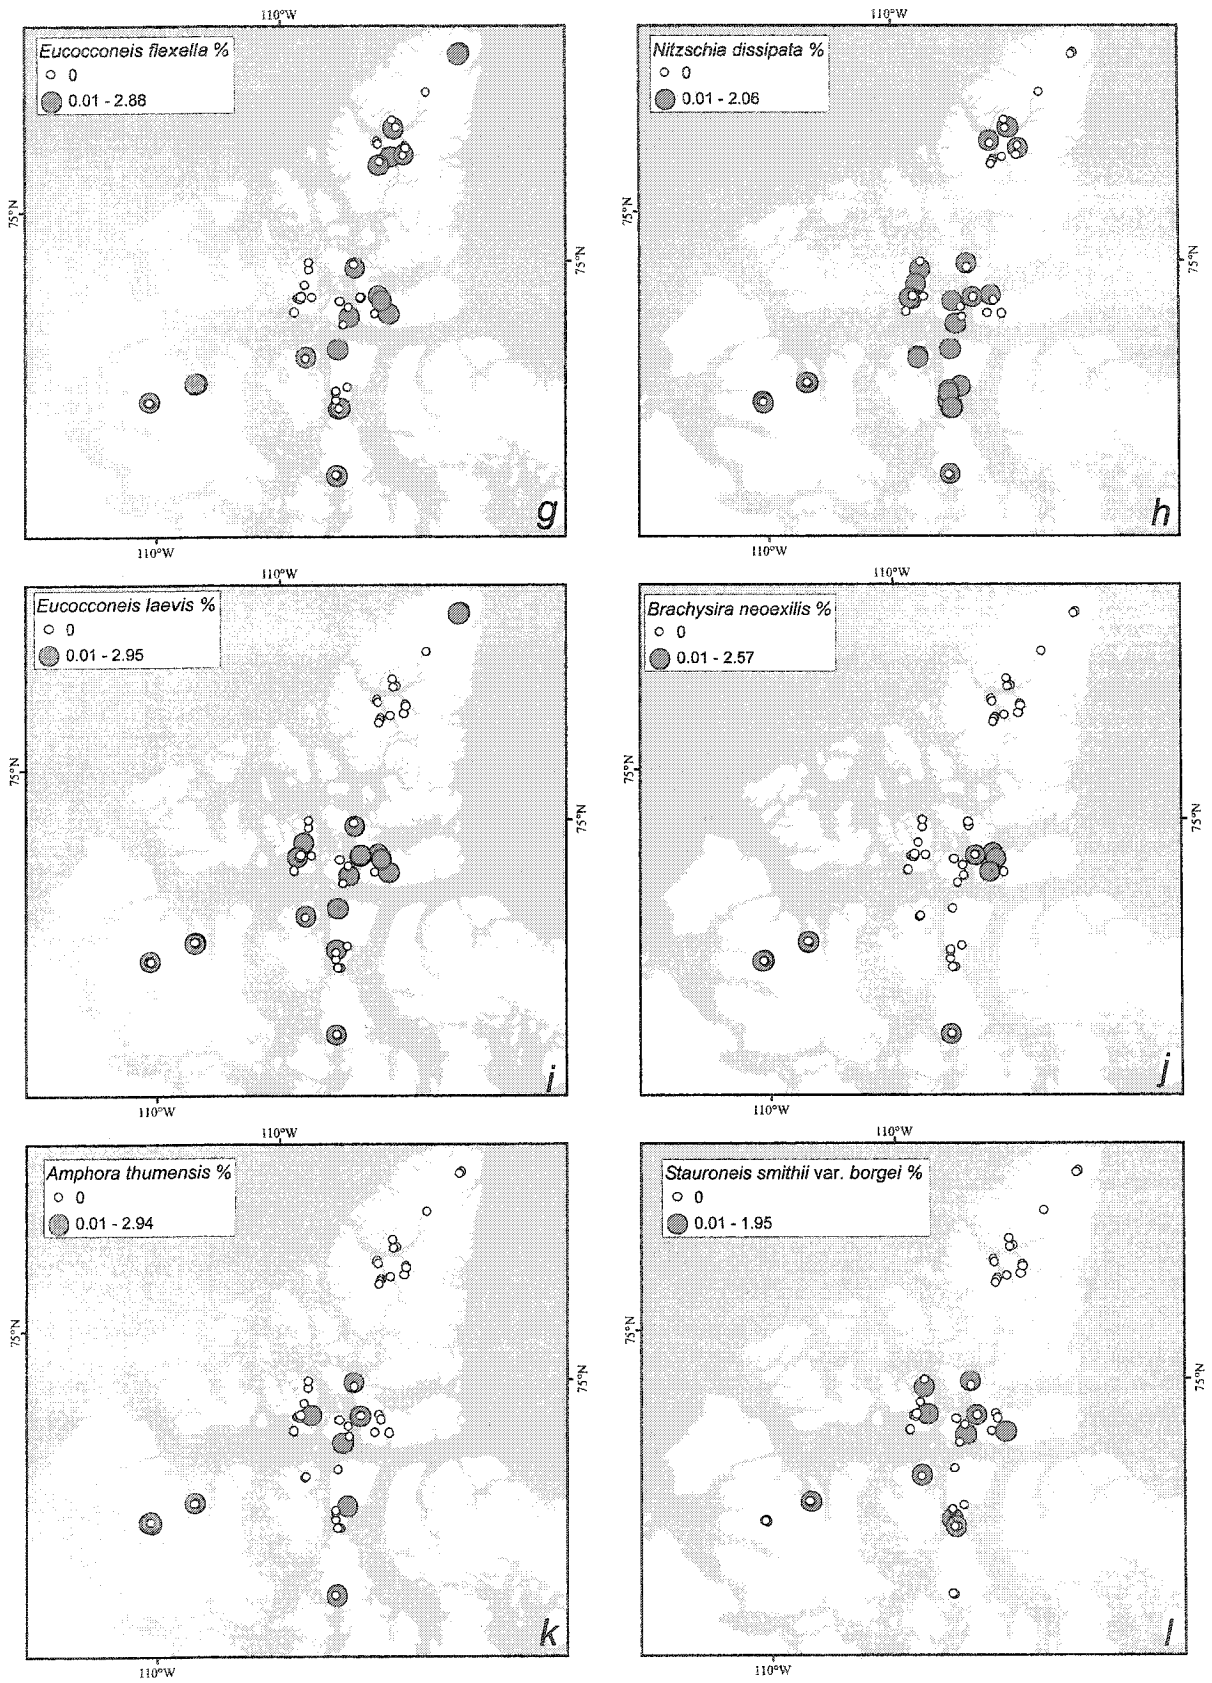 110°W
Eucocconeis flexella %
0
0.01 - 2.88
75°N
75°N
g
110°W
110°W
Nitzschia dissipata %
0
0.01 - 2.06
75°N
75°N
h
110°W
110°W
Eucocconeis laevis %
0
0.01 - 2.95
75°N
75°N
i
110°W
110°W
Brachysira neoexilis %
0
0.01 - 2.57
75°N
75°N
j
110°W
110°W
Amphora thumensis %
0
0.01 - 2.94
75°N
75°N
k
110°W
110°W
Stauroneis smithii var. borgei %
0
0.01 - 1.95
75°N
75°N
l
110°W